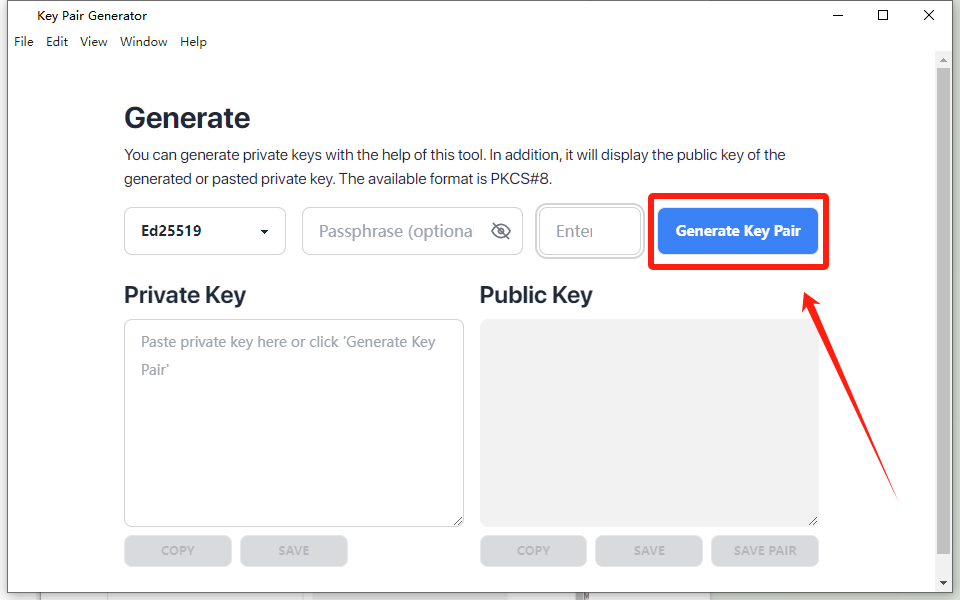 Key Pair Generator
File Edit View Window Help
Generate
You can generate private keys with the help of this tool. In addition, it will display the public key of the
generated or pasted private key. The available format is PKCS#8.
Ed25519
Passphrase (optiona
Enter
Generate Key Pair
Private Key
Public Key
Paste private key here or click 'Generate Key
Pair'
COPY
SAVE
COPY
SAVE
SAVE PAIR